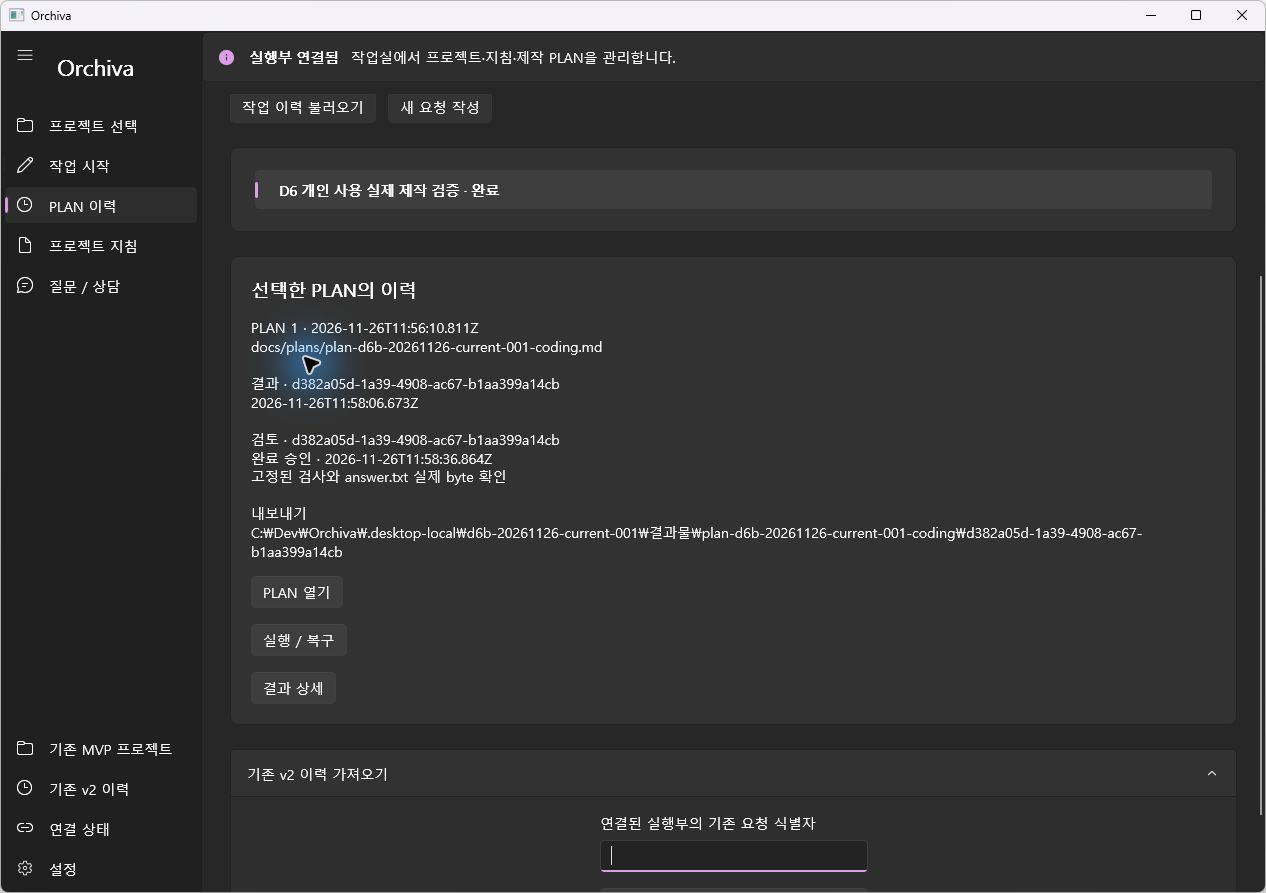 Orchiva
Orchiva
실행부 연결됨 작업실에서 프로젝트·지침·제작 PLAN을 관리합니다.
프로젝트 선택
작업 시작
PLAN 이력
프로젝트 지침
질문 / 상담
기존 MVP 프로젝트
기존 v2 이력
연결 상태
설정
작업 이력 불러오기
새 요청 작성
D6 개인 사용 실제 제작 검증 · 완료
선택한 PLAN의 이력
PLAN 1 · 2026-11-26T11:56:10.811Z
docs/plans/plan-d6b-20261126-current-001-coding.md
결과 · d382a05d-1a39-4908-ac67-b1aa399a14cb
2026-11-26T11:58:06.673Z
검토 · d382a05d-1a39-4908-ac67-b1aa399a14cb
완료 승인 · 2026-11-26T11:58:36.864Z
고정된 검사와 answer.txt 실제 byte 확인
내보내기
C:₩Dev₩Orchiva₩.desktop-local₩d6b-20261126-current-001₩결과물₩plan-d6b-20261126-current-001-coding₩d382a05d-1a39-4908-ac67-
b1aa399a14cb
PLAN 열기
실행 / 복구
결과 상세
기존 v2 이력 가져오기
연결된 실행부의 기존 요청 식별자